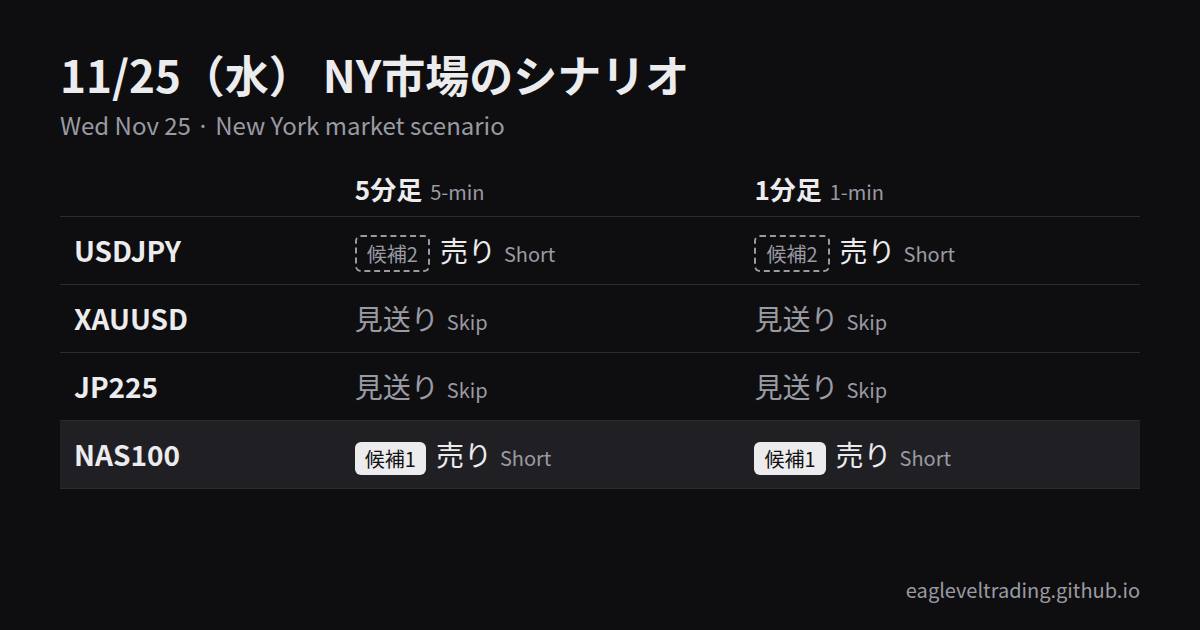 11/25（水） NY市場のシナリオ
Wed Nov 25 · New York market scenario
5分足 5-min 1分足 1-min
USDJPY 候補2 売り Short 候補2 売り Short
XAUUSD 見送り Skip 見送り Skip
JP225 見送り Skip 見送り Skip
NAS100 候補1 売り Short 候補1 売り Short
eagleveltrading.github.io